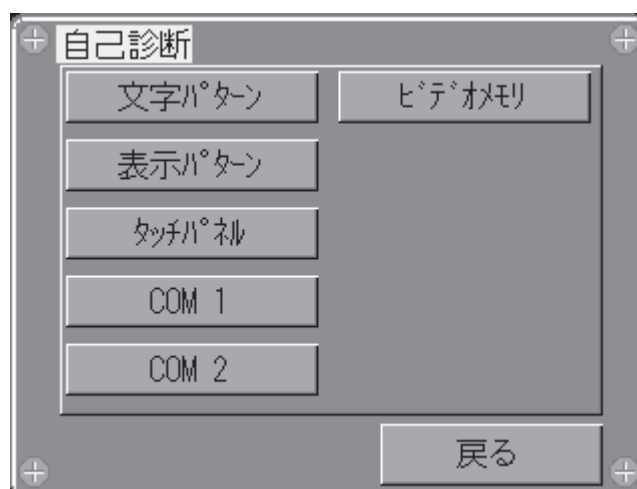 自己診断
文字ﾊﾟﾀｰﾝ
ﾋﾞﾃﾞｵﾒﾓﾘ
表示ﾊﾟﾀｰﾝ
ﾀｯﾁﾊﾟﾈﾙ
COM 1
COM 2
戻る